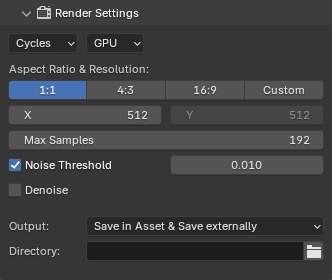 Render Settings
Cycles GPU
Aspect Ratio & Resolution:
1:1 4:3 16:9 Custom
X 512 Y 512
Max Samples 192
Noise Threshold 0.010
Denoise
Output: Save in Asset & Save externally
Directory: